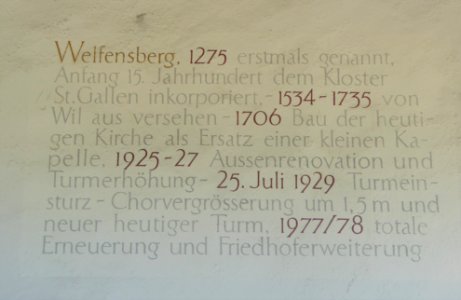 Welfensberg, 1275 erstmals genannt,
Anfang 15. Jahrhundert dem Kloster
St.Gallen inkorporiert,- 1534-1735 von
Wil aus versehen - 1706 Bau der heuti-
gen Kirche als Ersatz einer kleinen Ka-
pelle, 1925-27 Aussenrenovation und
Turmerhöhung - 25. Juli 1929 Turmein-
sturz - Chorvergrösserung um 1,5 m und
neuer heutiger Turm, 1977/78 totale
Erneuerung und Friedhoferweiterung